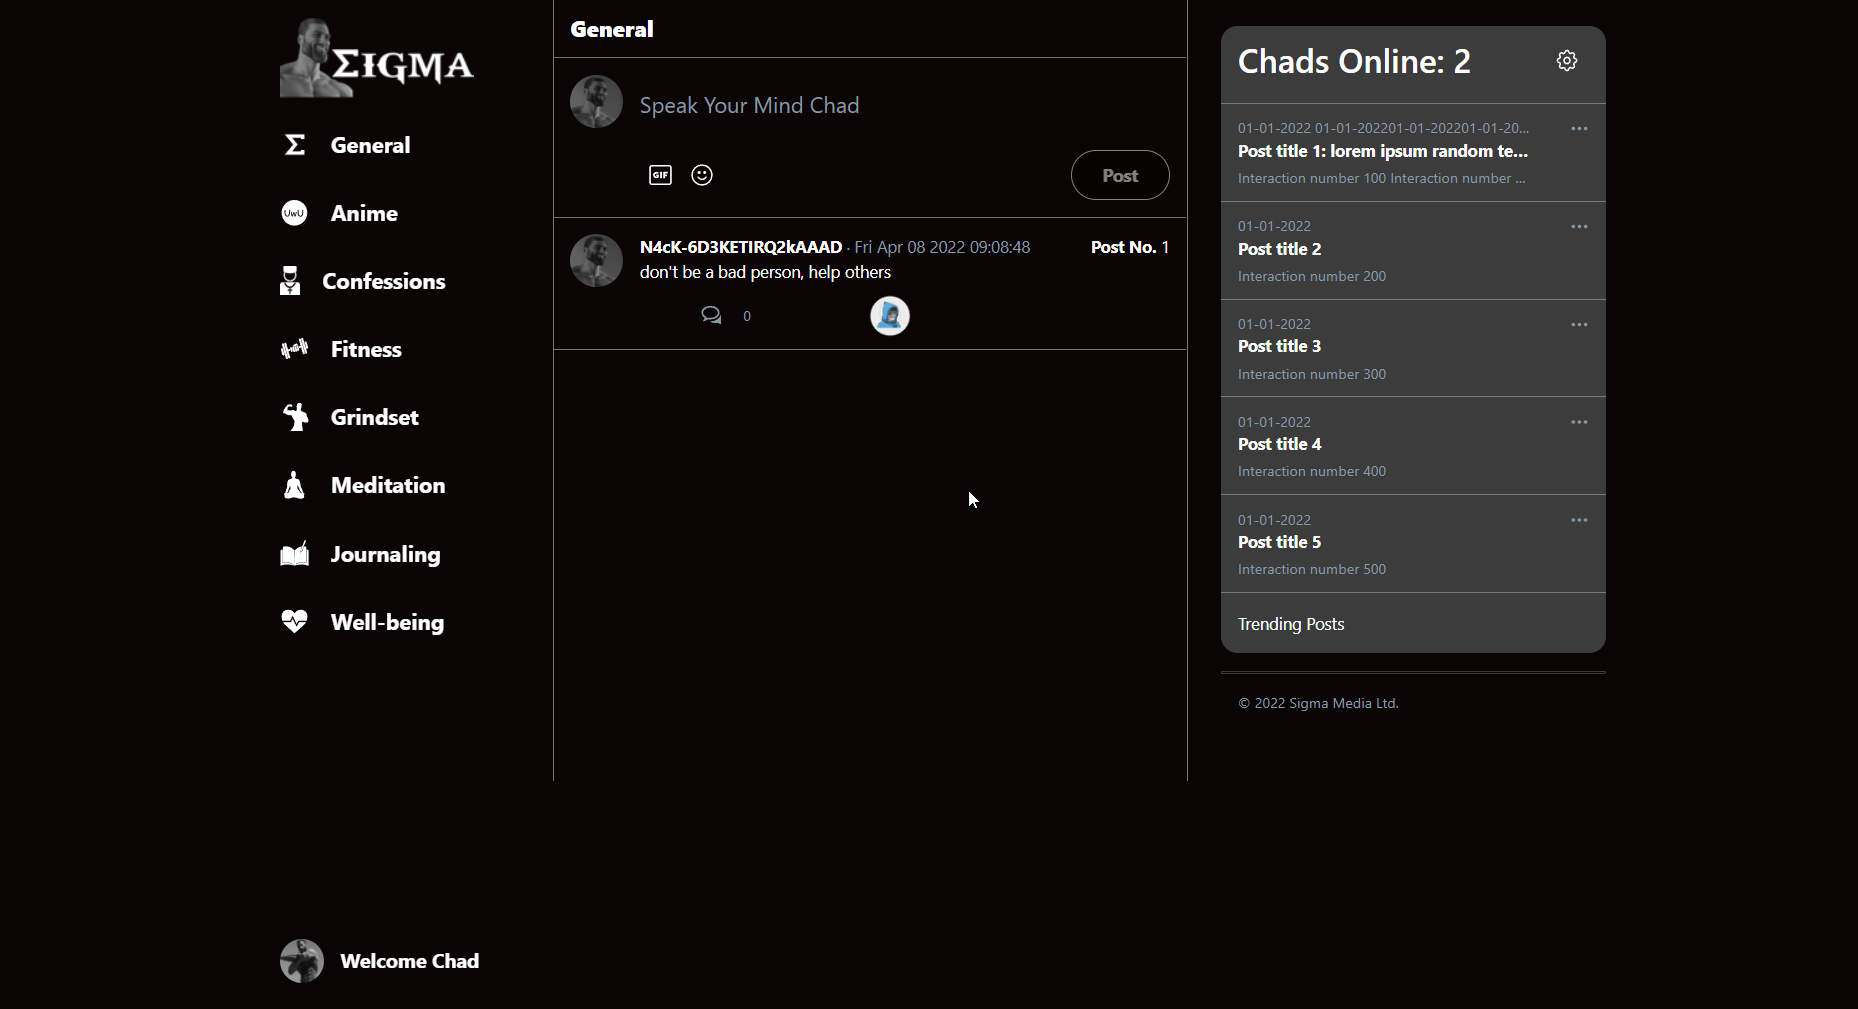 ΣIGMA
General
Anime
UwU
Confessions
Fitness
Grindset
Meditation
Journaling
Well-being
Welcome Chad
General
Speak Your Mind Chad
GIF
Post
N4cK-6D3KETIRQ2kAAAD · Fri Apr 08 2022 09:08:48 Post No. 1
don't be a bad person, help others
0
Chads Online: 2
01-01-2022 01-01-202201-01-202201-01-20...
Post title 1: lorem ipsum random te...
Interaction number 100 Interaction number ...
01-01-2022
Post title 2
Interaction number 200
01-01-2022
Post title 3
Interaction number 300
01-01-2022
Post title 4
Interaction number 400
01-01-2022
Post title 5
Interaction number 500
Trending Posts
© 2022 Sigma Media Ltd.